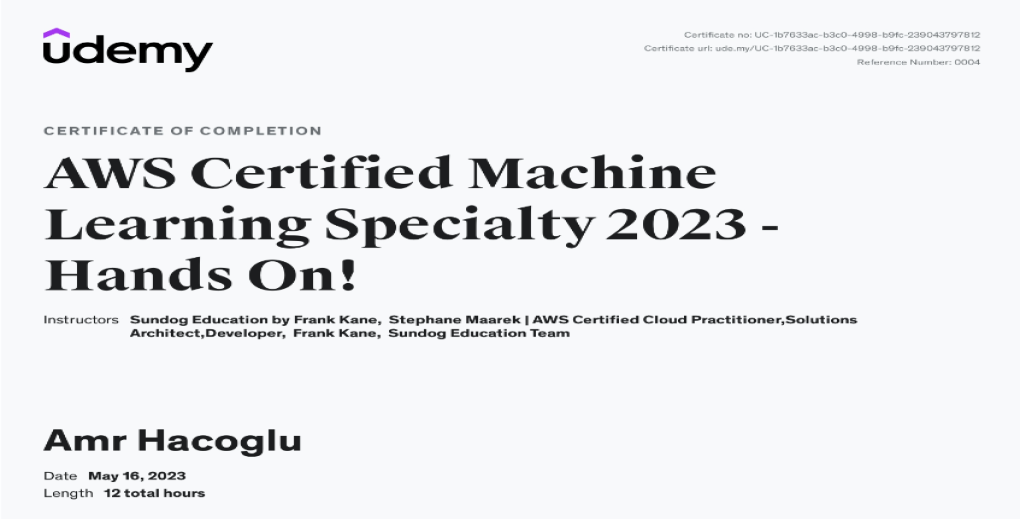 udemy
Certificate no: UC-1b7633ac-b3c0-4998-b9fc-239043797812
Certificate url: ude.my/UC-1b7633ac-b3c0-4998-b9fc-239043797812
Reference Number: 0004
CERTIFICATE OF COMPLETION
AWS Certified Machine
Learning Specialty 2023 -
Hands On!
Instructors Sundog Education by Frank Kane, Stephane Maarek | AWS Certified Cloud Practitioner,Solutions
Architect,Developer, Frank Kane, Sundog Education Team
Amr Hacoglu
Date May 16, 2023
Length 12 total hours